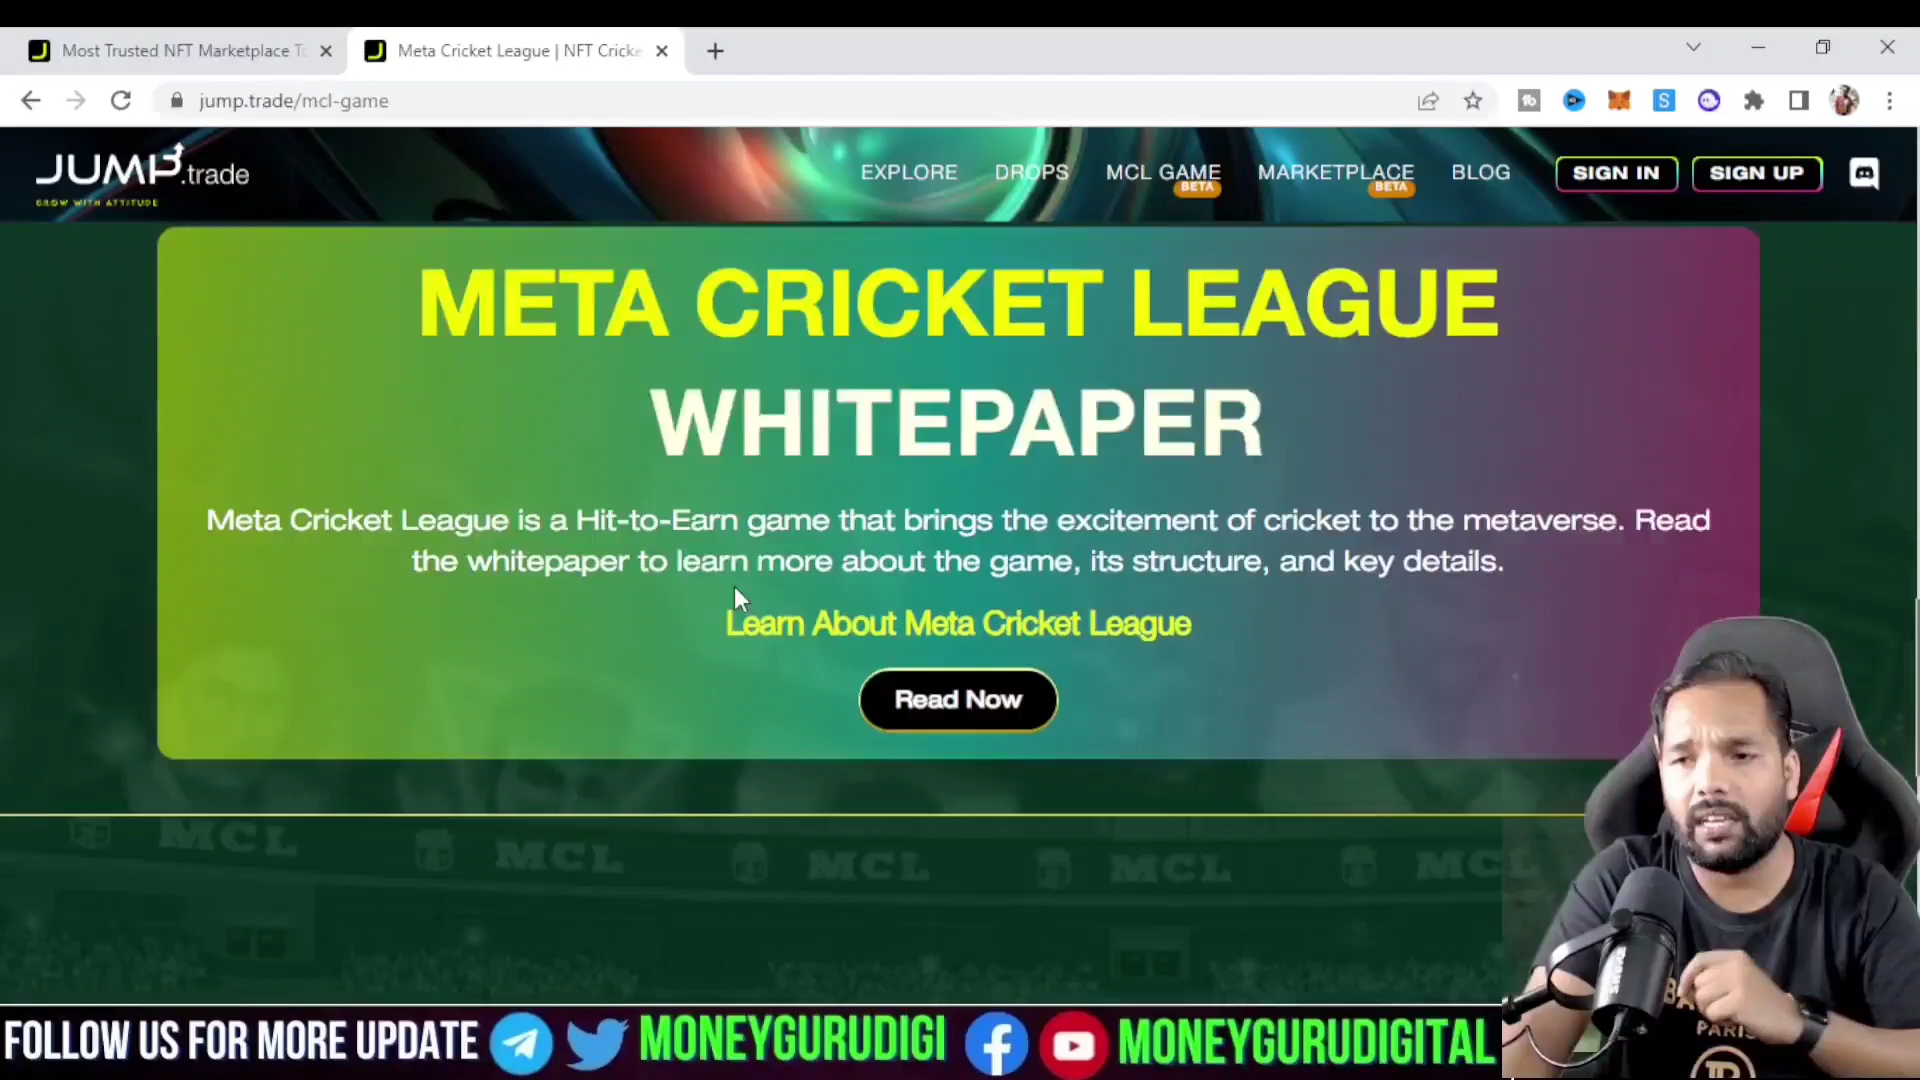 Most Trusted NFT Marketplace To
Meta Cricket League | NFT Cricke
jump.trade/mcl-game
JUMP.trade
GROW WITH ATTITUDE
EXPLORE DROPS MCL GAME MARKETPLACE BLOG SIGN IN SIGN UP
BETA BETA
META CRICKET LEAGUE
WHITEPAPER
Meta Cricket League is a Hit-to-Earn game that brings the excitement of cricket to the metaverse. Read
the whitepaper to learn more about the game, its structure, and key details.
Learn About Meta Cricket League
Read Now
MCL MCL MCL MCL MCL
PARIS
FOLLOW US FOR MORE UPDATE MONEYGURUDIGI MONEYGURUDIGITAL